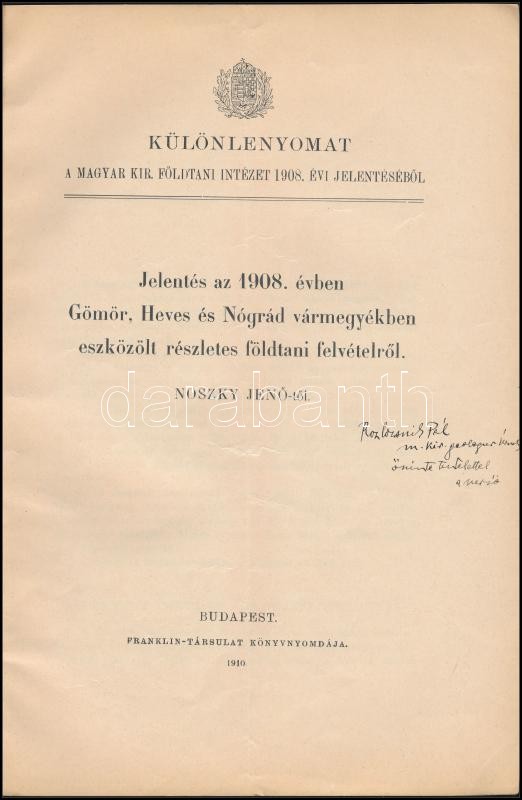 KÜLÖNLENYOMAT
A MAGYAR KIR. FÖLDTANI INTÉZET 1908. ÉVI JELENTÉSÉBŐL
Jelentés az 1908. évben
Gömör, Heves és Nógrád vármegyékben
eszközölt részletes földtani felvételről.
NOSZKY JENŐ-től.
darabanth
Rozlozsnik Pál
m. kir. geologus
őszinte tisztelettel
a szerző
BUDAPEST.
FRANKLIN-TÁRSULAT KÖNYVNYOMDÁJA.
1910